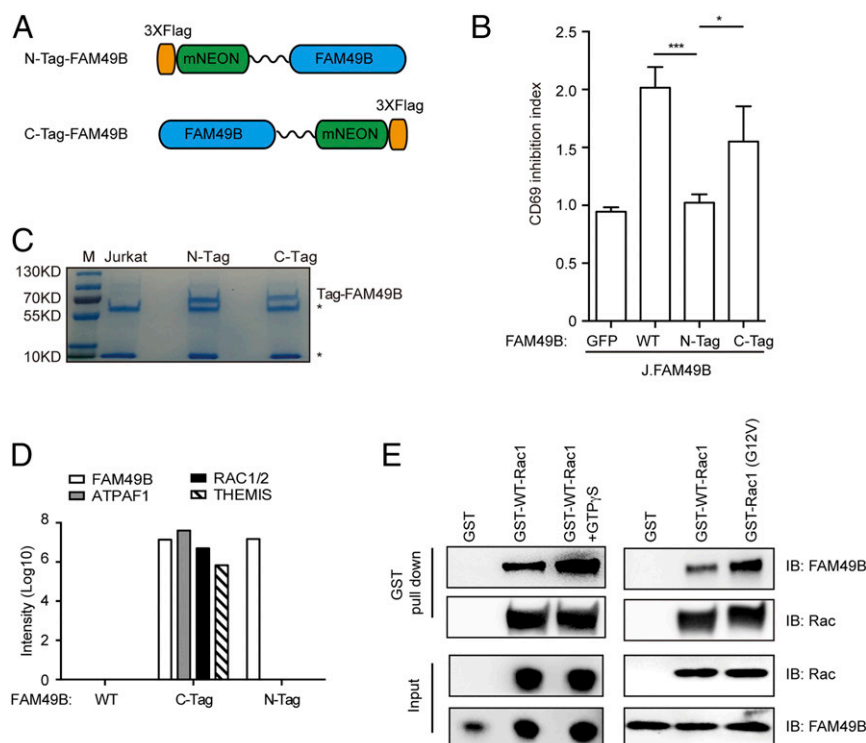 A
3XFlag
N-Tag-FAM49B
mNEON
FAM49B
3XFlag
C-Tag-FAM49B
FAM49B
mNEON
B
CD69 inhibition index
2.5
2.0
1.5
1.0
0.5
0
***
*
FAM49B: GFP WT N-Tag C-Tag
J.FAM49B
C
M Jurkat N-Tag C-Tag
130KD
70KD
55KD
10KD
Tag-FAM49B
*
*
D
FAM49B
RAC1/2
ATPAF1
THEMIS
Intensity (Log10)
8
6
4
2
0
FAM49B: WT C-Tag N-Tag
E
GST
GST-WT-Rac1
GST-WT-Rac1
+GTPγS
GST
GST-WT-Rac1
GST-Rac1 (G12V)
GST
pull down
Input
IB: FAM49B
IB: Rac
IB: Rac
IB: FAM49B